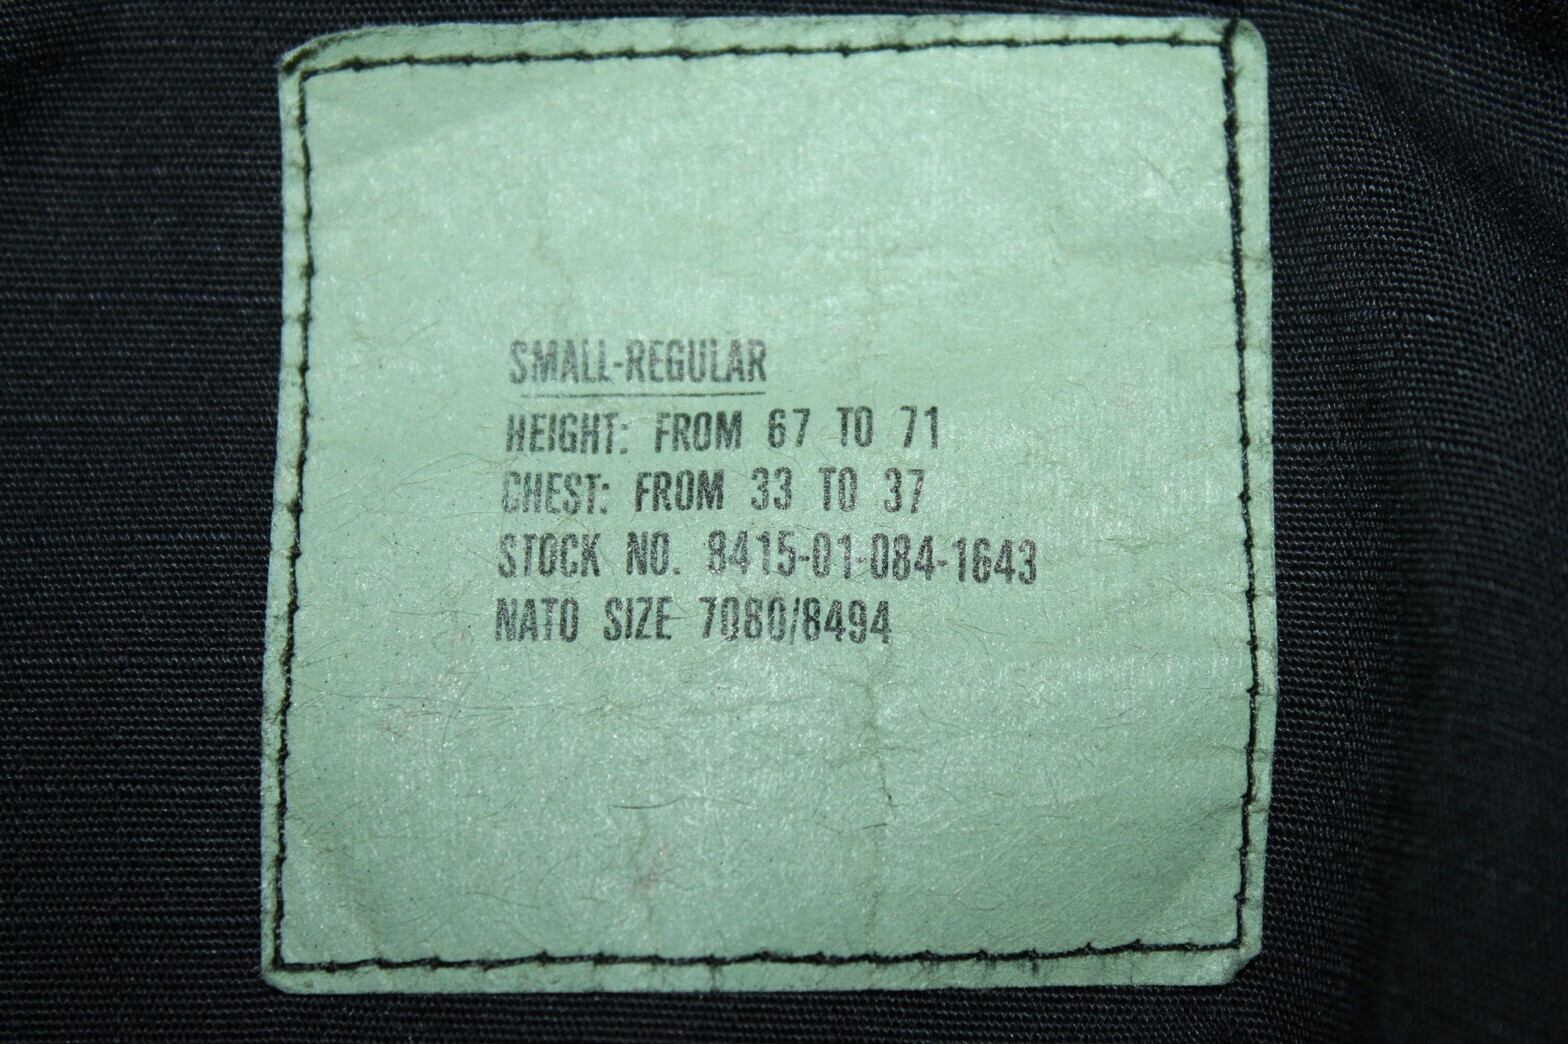 SMALL-REGULAR
HEIGHT: FROM 67 TO 71
CHEST: FROM 33 TO 37
STOCK NO. 8415-01-084-1643
NATO SIZE 7080/8494